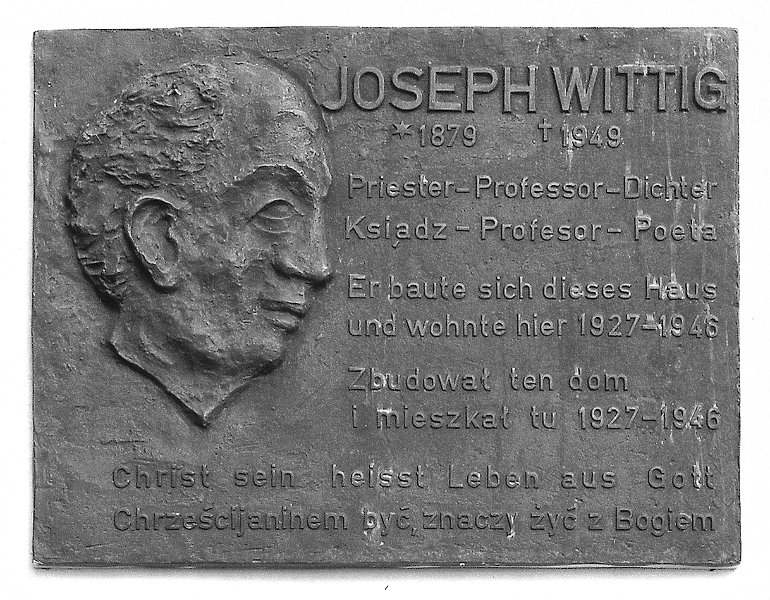 JOSEPH WITTIG
*1879 †1949
Priester-Professor-Dichter
Ksiądz - Profesor - Poeta
Er baute sich dieses Haus
und wohnte hier 1927-1946
Zbudował ten dom
i mieszkał tu 1927-1946
Christ sein heisst Leben aus Gott
Chrześcijaninem być, znaczy żyć z Bogiem